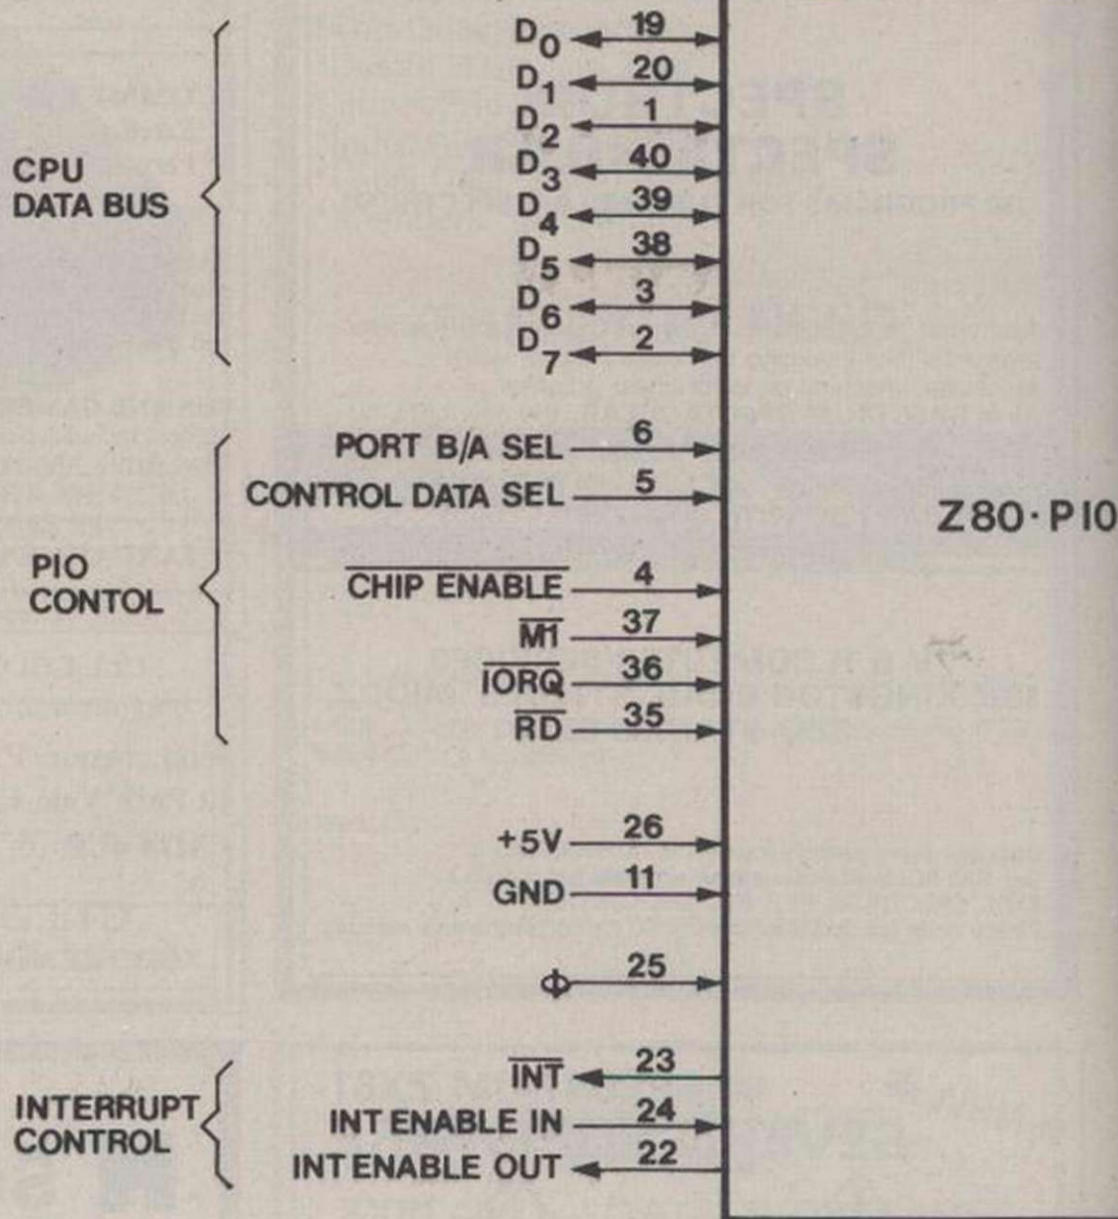 D0 19
D1 20
D2 1
D3 40
CPU
DATA BUS
D4 39
D5 38
D6 3
D7 2
PORT B/A SEL 6
CONTROL DATA SEL 5
Z80·PIO
PIO
CONTOL
CHIP ENABLE 4
M1 37
IORQ 36
RD 35
+5V 26
GND 11
Φ 25
INT 23
INTERRUPT
CONTROL
INT ENABLE IN 24
INT ENABLE OUT 22